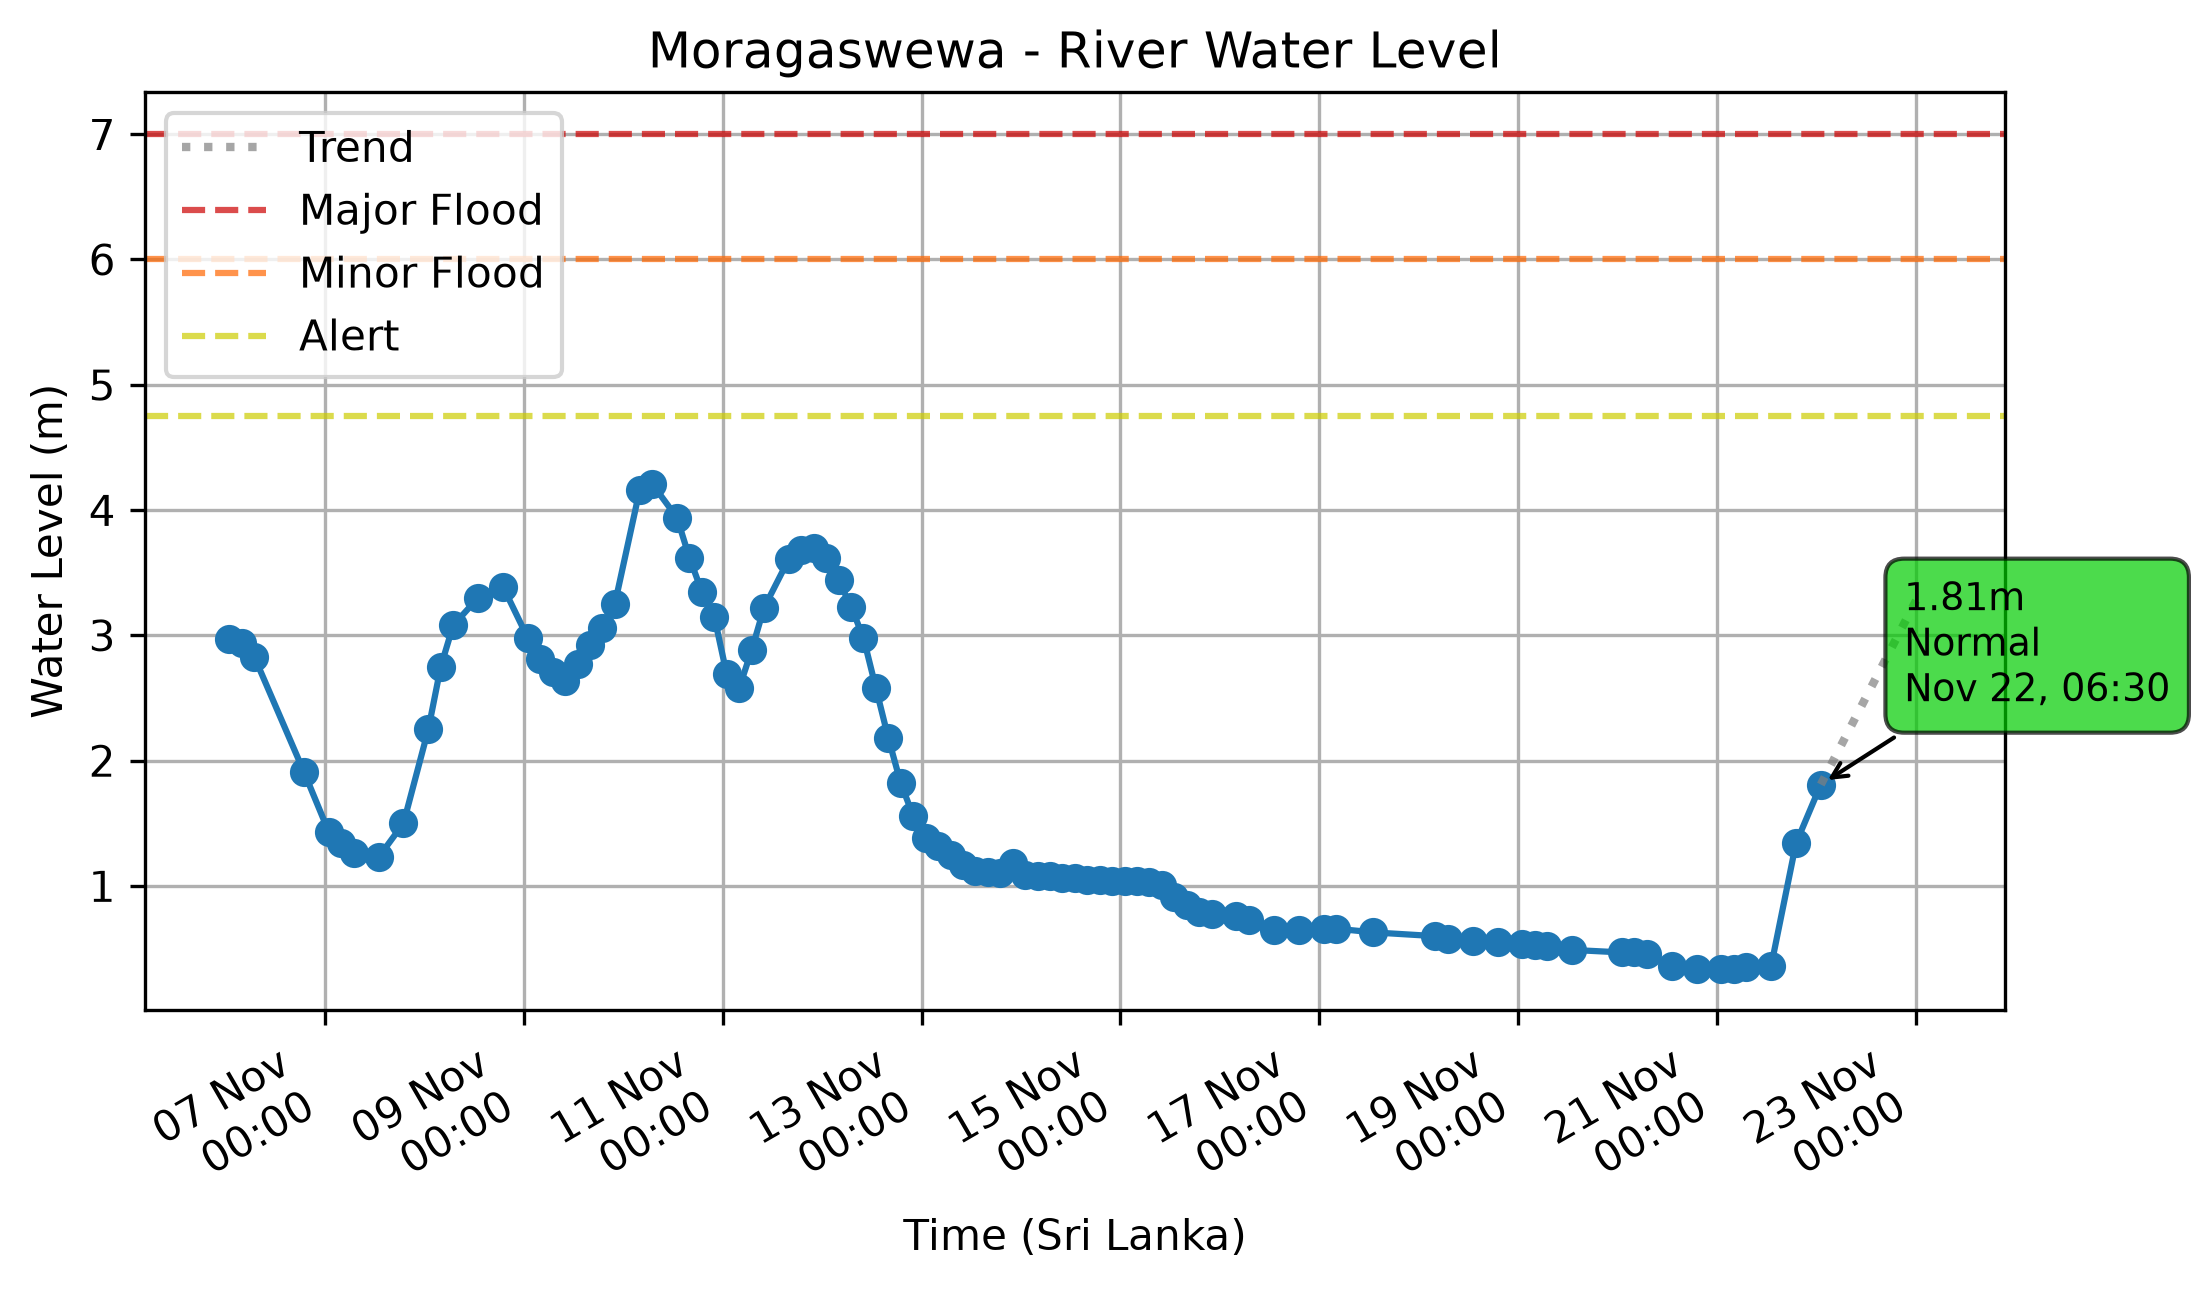 Moragaswewa - River Water Level
Trend
Major Flood
Minor Flood
Alert
Water Level (m)
7
6
5
4
3
2
1
1.81m
Normal
Nov 22, 06:30
07 Nov
00:00
09 Nov
00:00
11 Nov
00:00
13 Nov
00:00
15 Nov
00:00
17 Nov
00:00
19 Nov
00:00
21 Nov
00:00
23 Nov
00:00
Time (Sri Lanka)